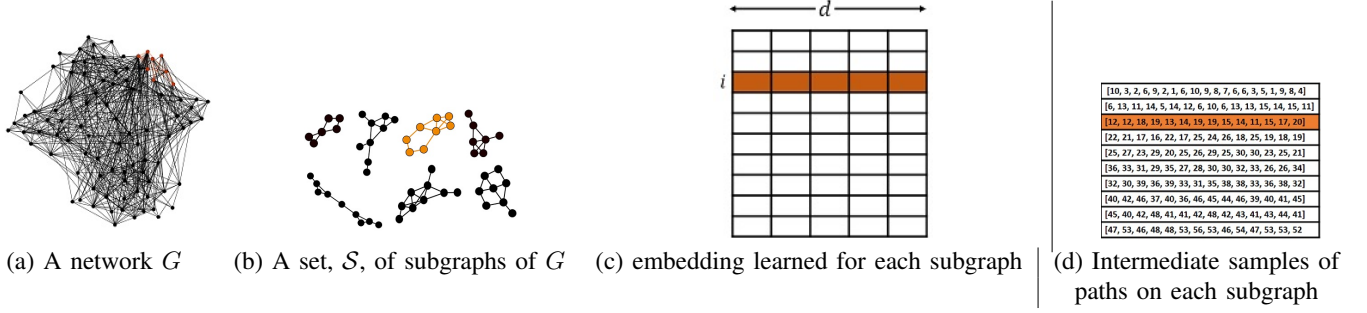 d
i
[10, 3, 2, 6, 9, 2, 1, 6, 10, 9, 8, 7, 6, 6, 3, 5, 1, 9, 8, 4]
[6, 13, 11, 14, 5, 14, 12, 6, 10, 6, 13, 13, 15, 14, 15, 11]
[12, 12, 18, 19, 13, 14, 19, 19, 15, 14, 11, 15, 17, 20]
[22, 21, 17, 16, 22, 17, 25, 24, 26, 18, 25, 19, 18, 19]
[25, 27, 23, 29, 20, 25, 26, 29, 25, 30, 30, 23, 25, 21]
[36, 33, 31, 29, 35, 27, 28, 30, 30, 32, 33, 26, 26, 34]
[32, 30, 39, 36, 39, 33, 31, 35, 38, 38, 33, 36, 38, 32]
[40, 42, 46, 37, 40, 36, 46, 45, 44, 46, 39, 40, 41, 45]
[45, 40, 42, 48, 41, 41, 42, 48, 42, 43, 41, 43, 44, 41]
[47, 53, 46, 48, 48, 53, 56, 53, 46, 54, 47, 53, 53, 52
(a) A network G
(b) A set, S, of subgraphs of G
(c) embedding learned for each subgraph
(d) Intermediate samples of
paths on each subgraph